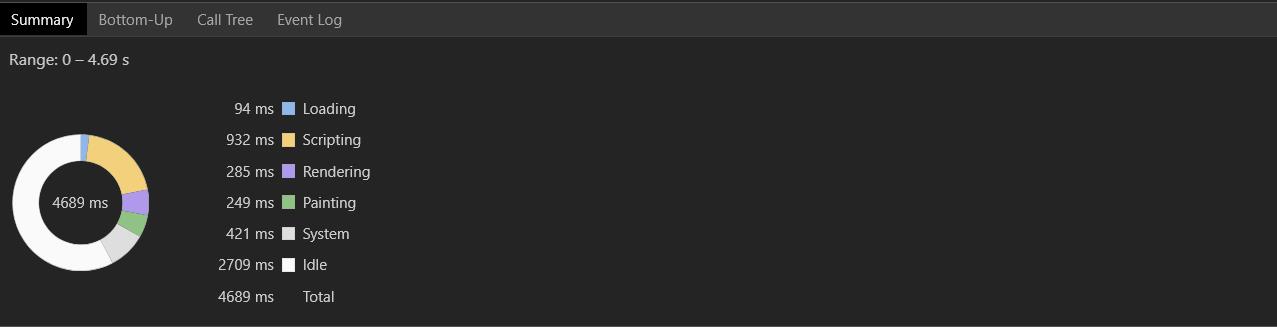 Summary Bottom-Up Call Tree Event Log
Range: 0 – 4.69 s
94 ms Loading
932 ms Scripting
285 ms Rendering
4689 ms
249 ms Painting
421 ms System
2709 ms Idle
4689 ms Total